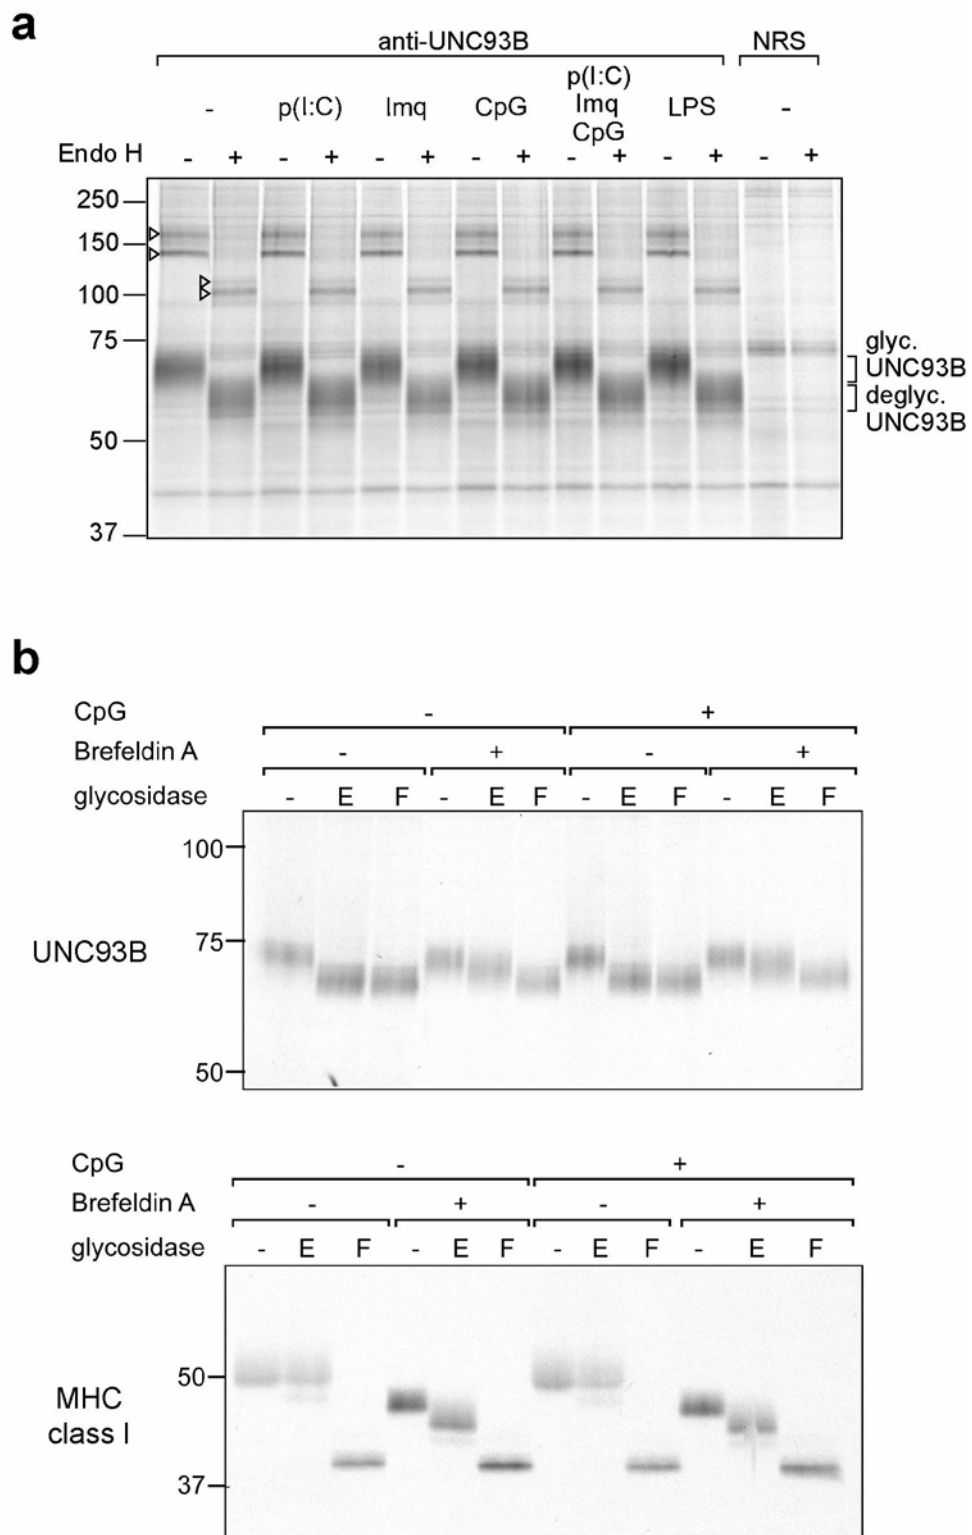 a
anti-UNC93B NRS
- p(I:C) Imq CpG p(I:C) Imq CpG LPS -
Endo H - + - + - + - + - + - + - +
250
150
100
75
50
37
glyc.
UNC93B
deglyc.
UNC93B
b
CpG - +
Brefeldin A - + - +
glycosidase - E F - E F - E F - E F
100
75
50
UNC93B
CpG - +
Brefeldin A - + - +
glycosidase - E F - E F - E F - E F
50
37
MHC
class I